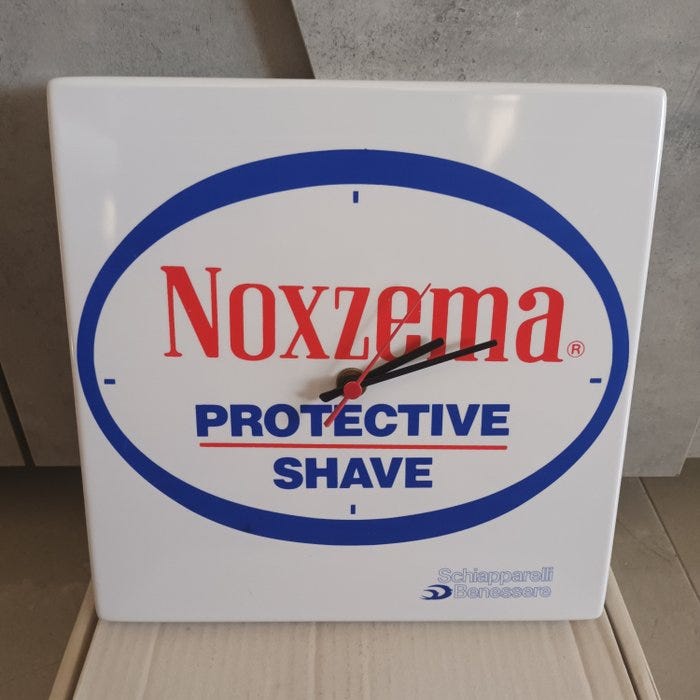 Noxzema®
PROTECTIVE
SHAVE
Schiapparelli
Benessere